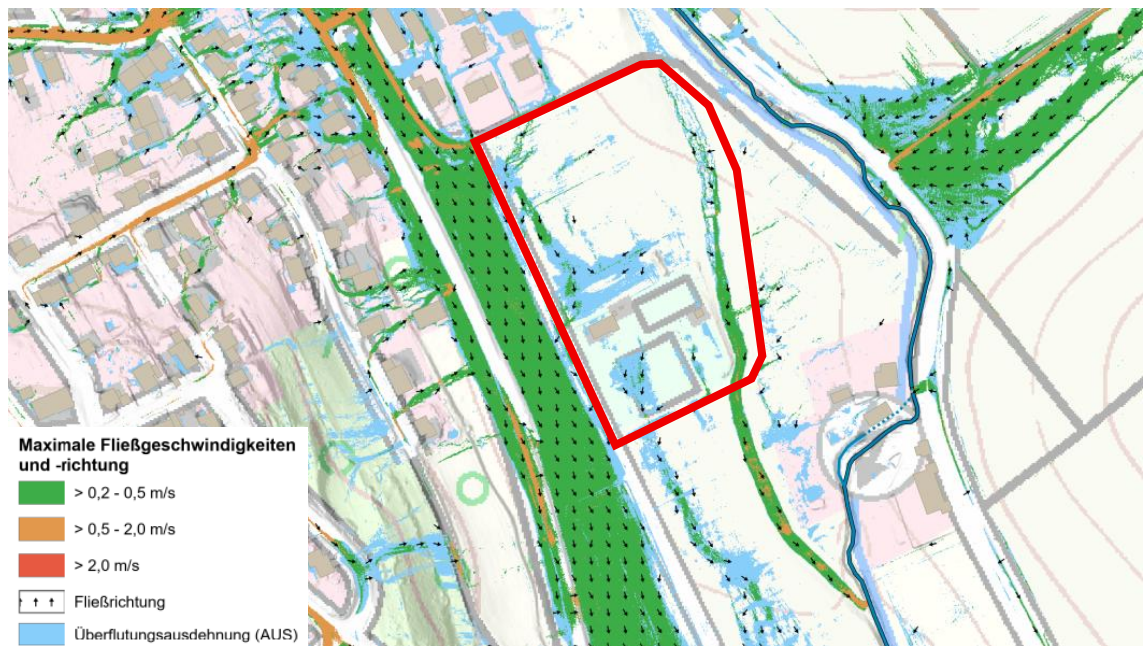 Maximale Fließgeschwindigkeiten
und -richtung
> 0,2 - 0,5 m/s
> 0,5 - 2,0 m/s
> 2,0 m/s
Fließrichtung
Überflutungsausdehnung (AUS)